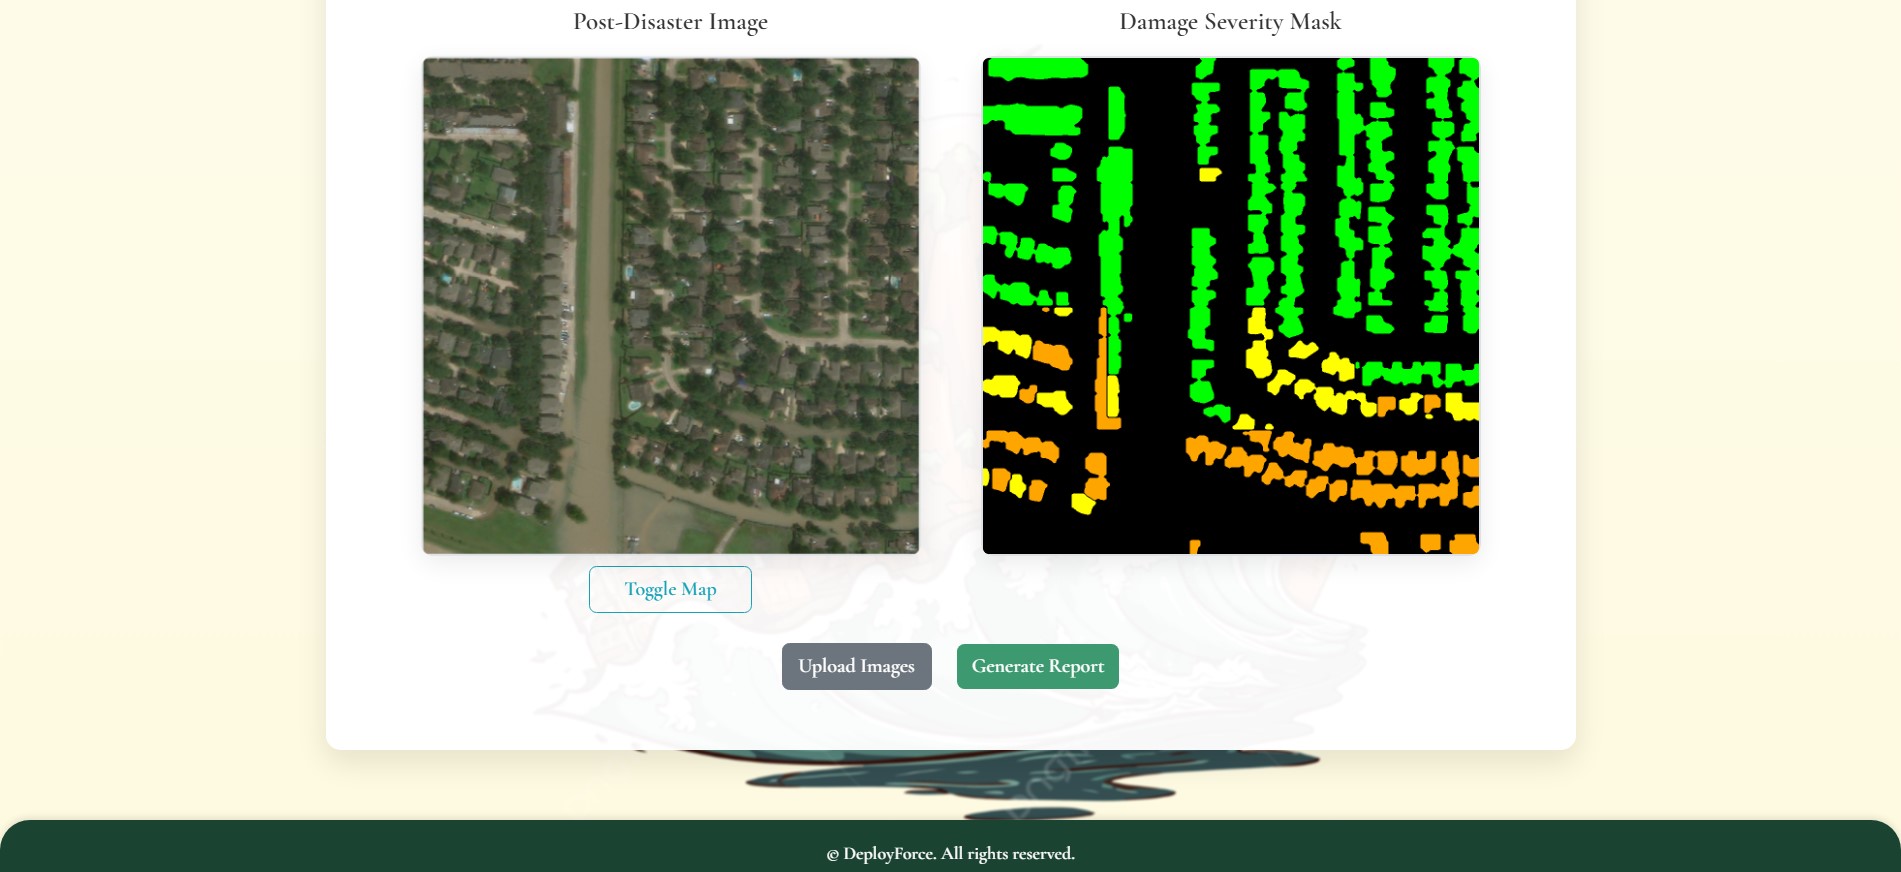 Post-Disaster Image
Damage Severity Mask
Toggle Map
Upload Images
Generate Report
© DeployForce. All rights reserved.